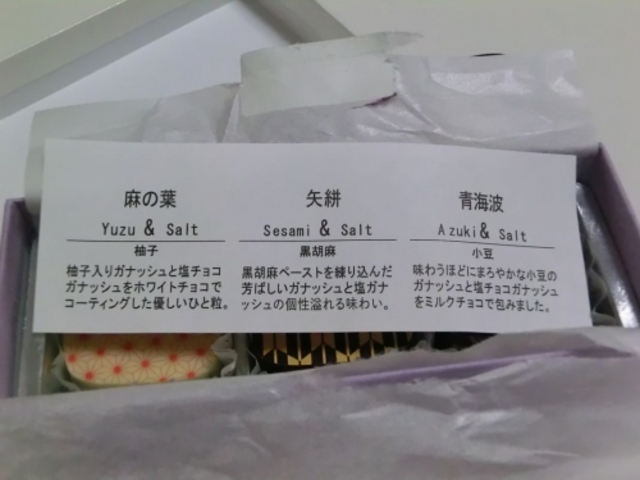 麻の葉
Yuzu & Salt
柚子
柚子入りガナッシュと塩チョコ
ガナッシュをホワイトチョコで
コーティングした優しいひと粒。
矢絣
Sesami & Salt
黒胡麻
黒胡麻ペーストを練り込んだ
芳ばしいガナッシュと塩ガナ
ッシュの個性溢れる味わい。
青海波
Azuki & Salt
小豆
味わうほどにまろやかな小豆の
ガナッシュと塩チョコガナッシュ
をミルクチョコで包みました。